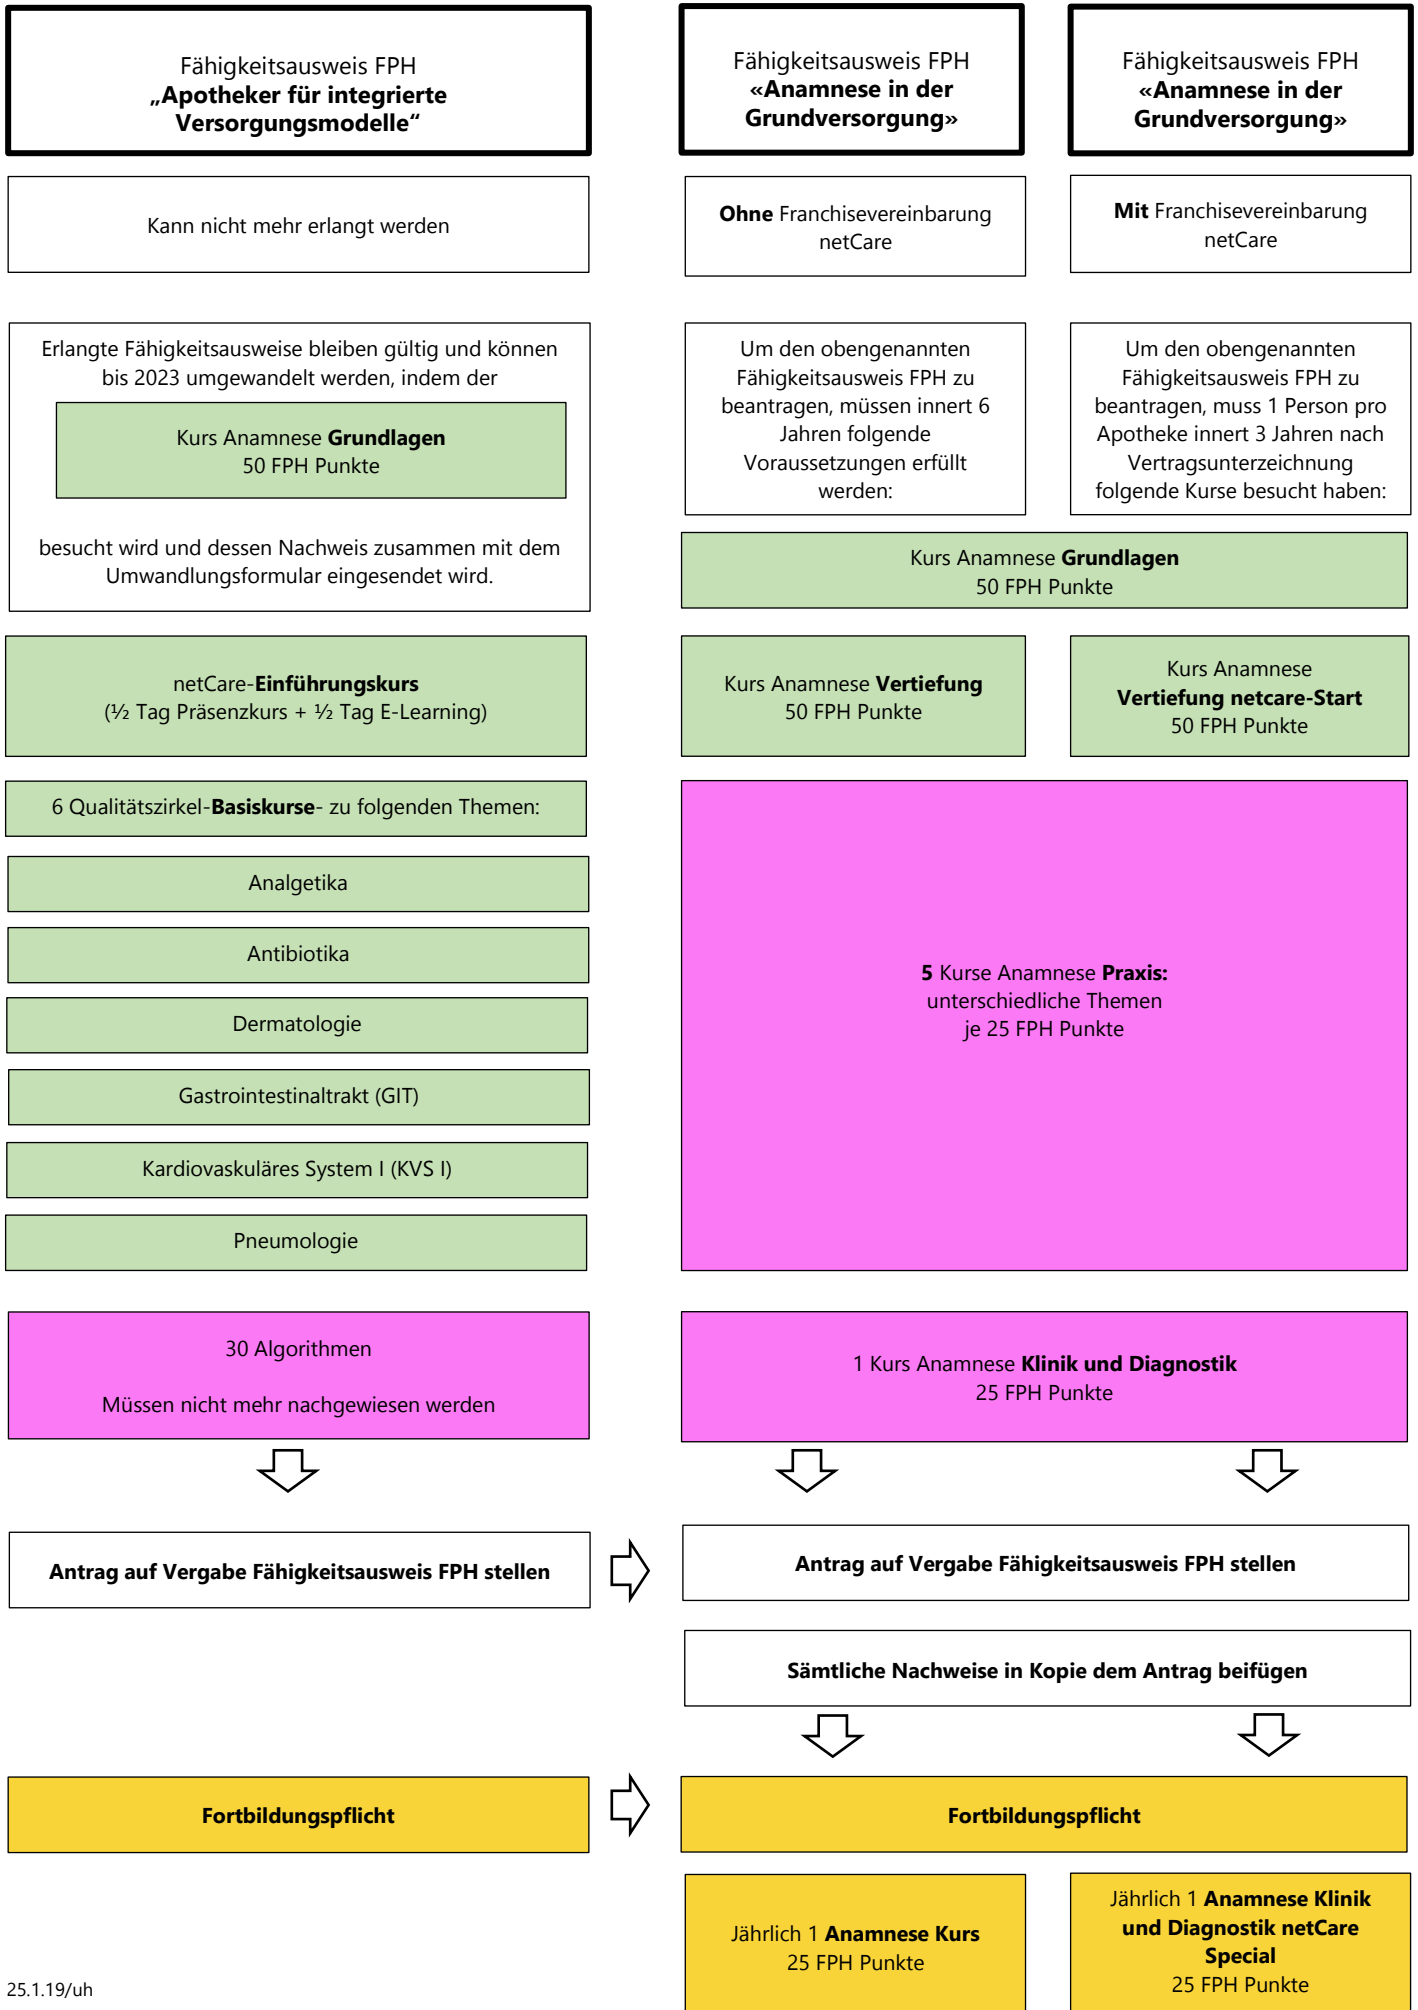 Fähigkeitsausweis FPH
„Apotheker für integrierte
Versorgungsmodelle“
Kann nicht mehr erlangt werden
Erlangte Fähigkeitsausweise bleiben gültig und können
bis 2023 umgewandelt werden, indem der
Kurs Anamnese Grundlagen
50 FPH Punkte
besucht wird und dessen Nachweis zusammen mit dem
Umwandlungsformular eingesendet wird.
netCare-Einführungskurs
(½ Tag Präsenzkurs + ½ Tag E-Learning)
6 Qualitätszirkel-Basiskurse- zu folgenden Themen:
Analgetika
Antibiotika
Dermatologie
Gastrointestinaltrakt (GIT)
Kardiovaskuläres System I (KVS I)
Pneumologie
30 Algorithmen
Müssen nicht mehr nachgewiesen werden
Antrag auf Vergabe Fähigkeitsausweis FPH stellen
Fortbildungspflicht
Fähigkeitsausweis FPH
«Anamnese in der
Grundversorgung»
Ohne Franchisevereinbarung
netCare
Um den obengenannten
Fähigkeitsausweis FPH zu
beantragen, müssen innert 6
Jahren folgende
Voraussetzungen erfüllt
werden:
Fähigkeitsausweis FPH
«Anamnese in der
Grundversorgung»
Mit Franchisevereinbarung
netCare
Um den obengenannten
Fähigkeitsausweis FPH zu
beantragen, muss 1 Person pro
Apotheke innert 3 Jahren nach
Vertragsunterzeichnung
folgende Kurse besucht haben:
Kurs Anamnese Grundlagen
50 FPH Punkte
Kurs Anamnese Vertiefung
50 FPH Punkte
Kurs Anamnese
Vertiefung netcare-Start
50 FPH Punkte
5 Kurse Anamnese Praxis:
unterschiedliche Themen
je 25 FPH Punkte
1 Kurs Anamnese Klinik und Diagnostik
25 FPH Punkte
Antrag auf Vergabe Fähigkeitsausweis FPH stellen
Sämtliche Nachweise in Kopie dem Antrag beifügen
Fortbildungspflicht
Jährlich 1 Anamnese Kurs
25 FPH Punkte
Jährlich 1 Anamnese Klinik
und Diagnostik netCare
Special
25 FPH Punkte
25.1.19/uh